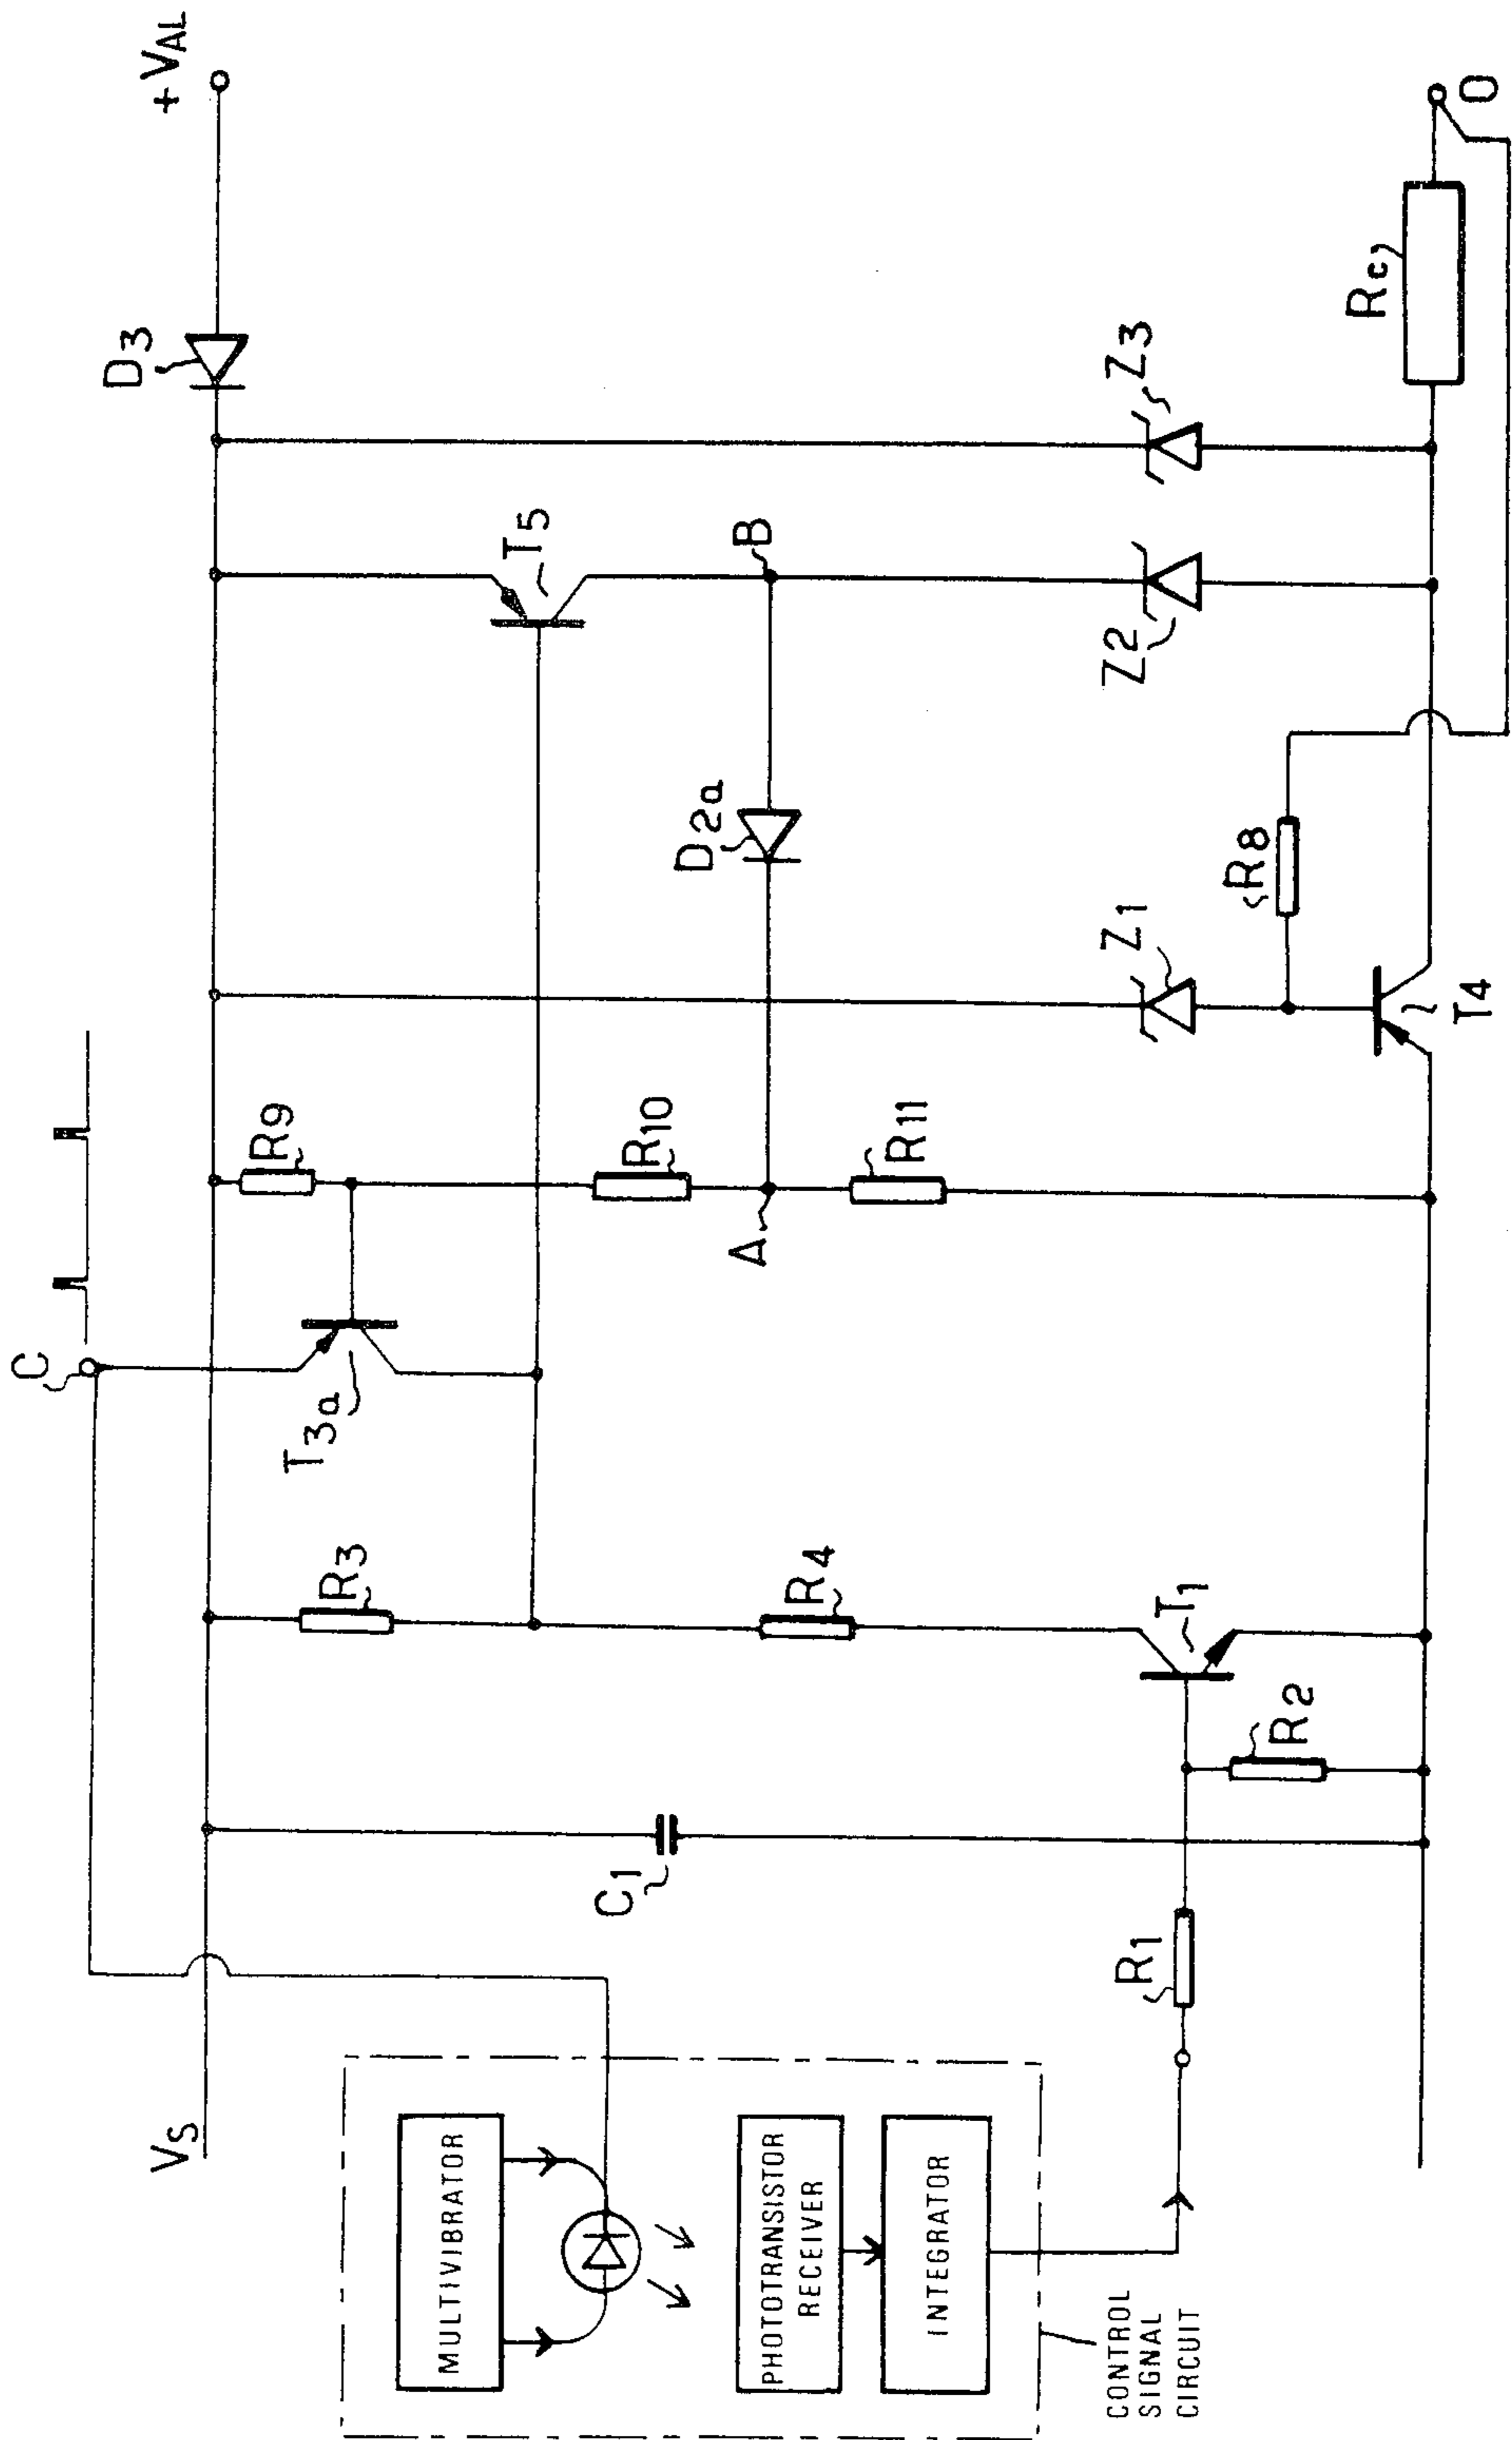 +VAL
D3
Z3
Rc
O
T5
B
Z2
D2a
R8
Z1
T4
R9
R10
R11
A
C
T3a
R3
R4
T1
R2
C1
R1
VS
MULTIVIBRATOR
PHOTOTRANSISTOR
RECEIVER
INTEGRATOR
CONTROL
SIGNAL
CIRCUIT